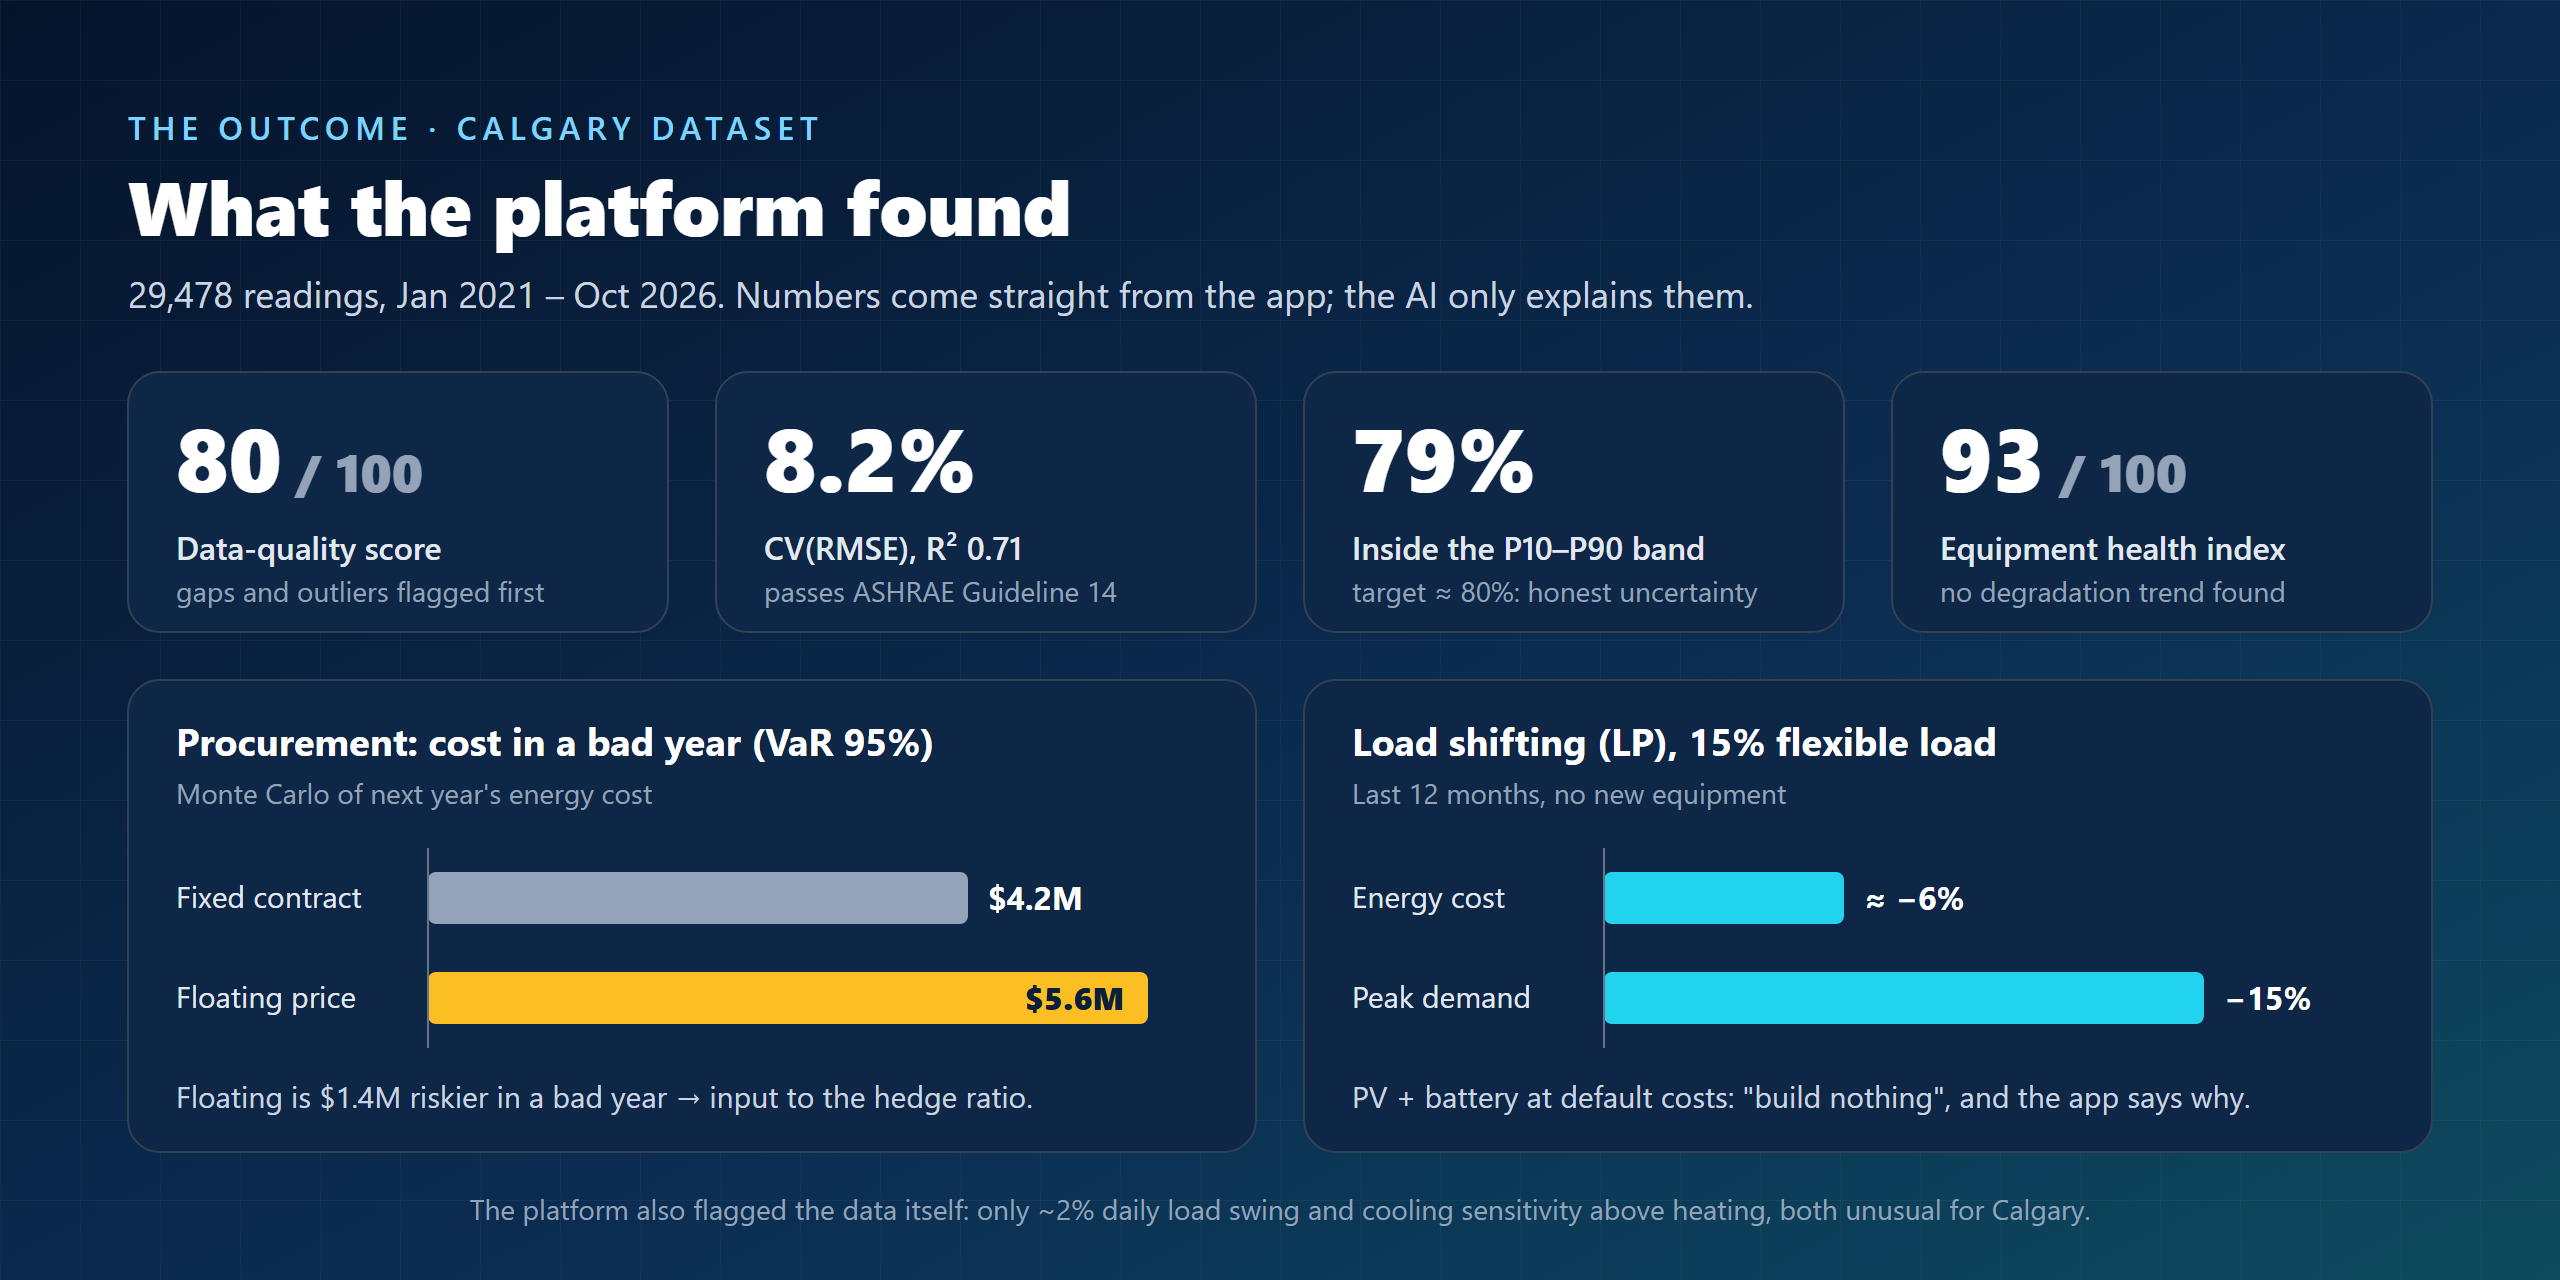 THE OUTCOME · CALGARY DATASET
What the platform found
29,478 readings, Jan 2021 – Oct 2026. Numbers come straight from the app; the AI only explains them.
80 / 100
Data-quality score
gaps and outliers flagged first
8.2%
CV(RMSE), R² 0.71
passes ASHRAE Guideline 14
79%
Inside the P10–P90 band
target ≈ 80%: honest uncertainty
93 / 100
Equipment health index
no degradation trend found
Procurement: cost in a bad year (VaR 95%)
Monte Carlo of next year's energy cost
Fixed contract
$4.2M
Floating price
$5.6M
Floating is $1.4M riskier in a bad year → input to the hedge ratio.
Load shifting (LP), 15% flexible load
Last 12 months, no new equipment
Energy cost
≈ −6%
Peak demand
−15%
PV + battery at default costs: "build nothing", and the app says why.
The platform also flagged the data itself: only ~2% daily load swing and cooling sensitivity above heating, both unusual for Calgary.